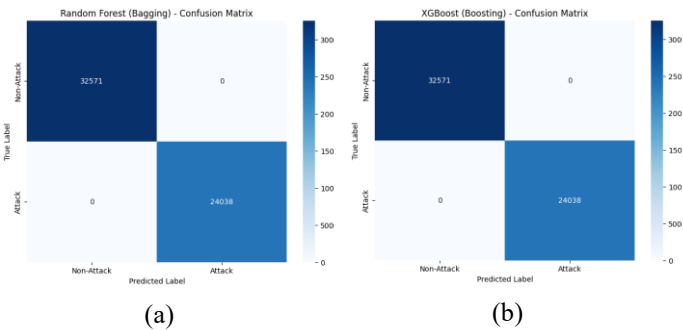 Random Forest (Bagging) - Confusion Matrix
Non-Attack
Attack
True Label
32571
0
0
24038
Non-Attack
Attack
Predicted Label
300
250
200
150
100
500
0
(a)
XGBoost (Boosting) - Confusion Matrix
Non-Attack
Attack
True Label
32571
0
0
24038
Non-Attack
Attack
Predicted Label
300
250
200
150
100
500
0
(b)